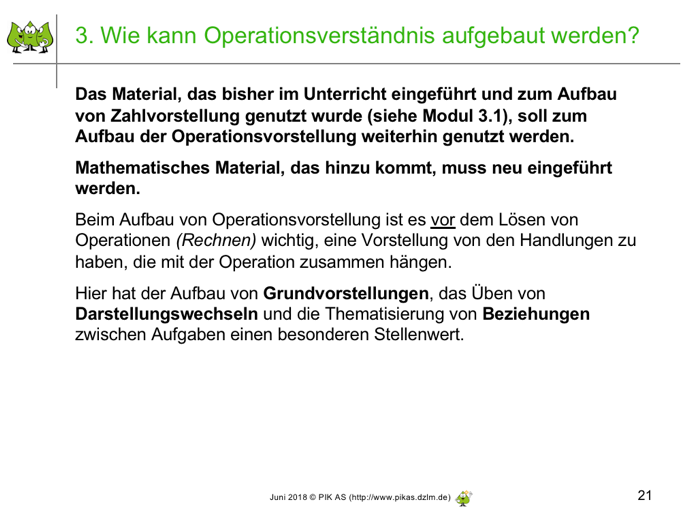 3. Wie kann Operationsverständnis aufgebaut werden?
Das Material, das bisher im Unterricht eingeführt und zum Aufbau
von Zahlvorstellung genutzt wurde (siehe Modul 3.1), soll zum
Aufbau der Operationsvorstellung weiterhin genutzt werden.
Mathematisches Material, das hinzu kommt, muss neu eingeführt
werden.
Beim Aufbau von Operationsvorstellung ist es vor dem Lösen von
Operationen (Rechnen) wichtig, eine Vorstellung von den Handlungen zu
haben, die mit der Operation zusammen hängen.
Hier hat der Aufbau von Grundvorstellungen, das Üben von
Darstellungswechseln und die Thematisierung von Beziehungen
zwischen Aufgaben einen besonderen Stellenwert.
Juni 2018 © PIK AS (http://www.pikas.dzlm.de)
21